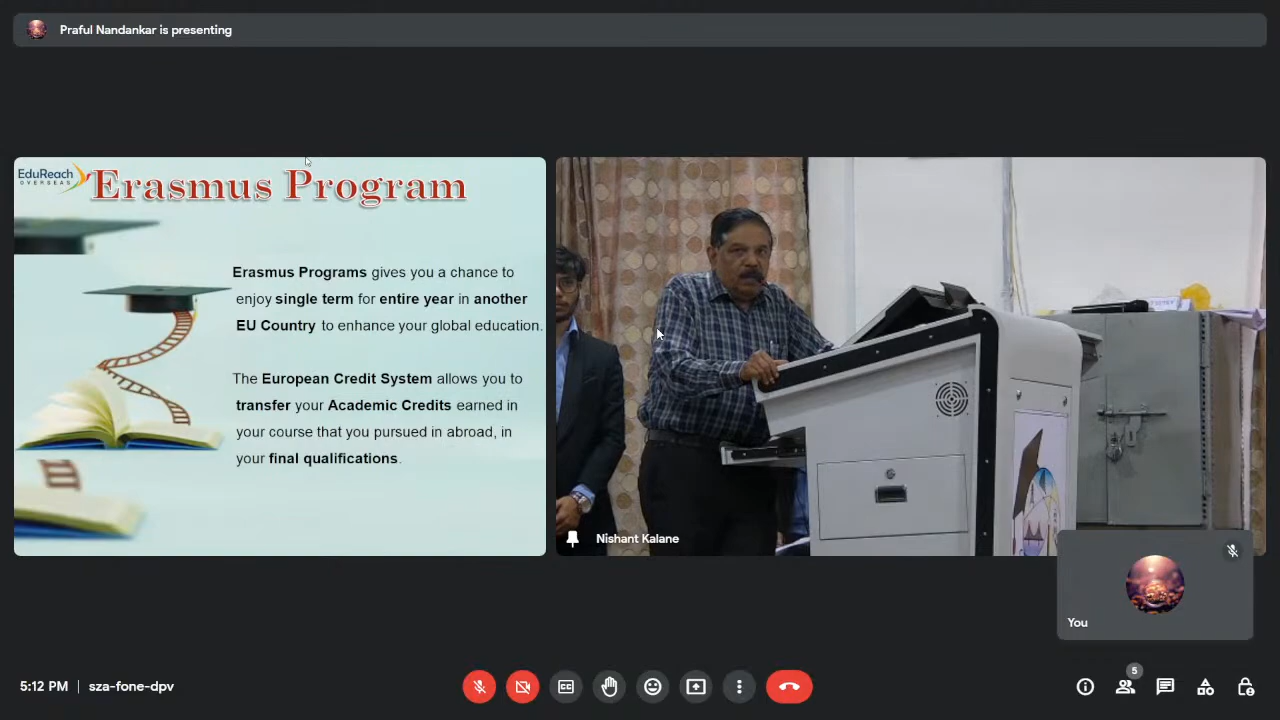 Praful Nandankar is presenting
EduReach
OVERSEAS
Erasmus Program
Erasmus Programs gives you a chance to
enjoy single term for entire year in another
EU Country to enhance your global education.
The European Credit System allows you to
transfer your Academic Credits earned in
your course that you pursued in abroad, in
your final qualifications.
Nishant Kalane
You
5:12 PM | sza-fone-dpv
5